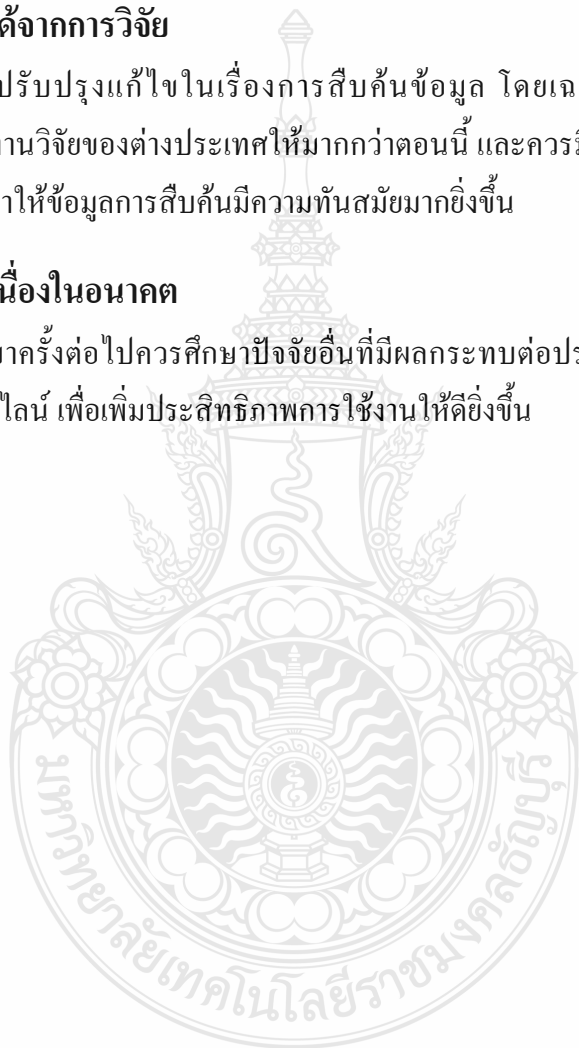 ด้จากการวิจัย
ปรับปรุงแก้ไขในเรื่องการสืบค้นข้อมูล โดยเฉ
านวิจัยของต่างประเทศให้มากกว่าตอนนี้ และควรมี
าให้ข้อมูลการสืบค้นมีความทันสมัยมากยิ่งขึ้น
นื่องในอนาคต
าครั้งต่อไปควรศึกษาปัจจัยอื่นที่มีผลกระทบต่อประ
ไลน์ เพื่อเพิ่มประสิทธิภาพการใช้งานให้ดียิ่งขึ้น
มหาวิทยาลัยเทคโนโลยีราชมงคลธัญบุรี